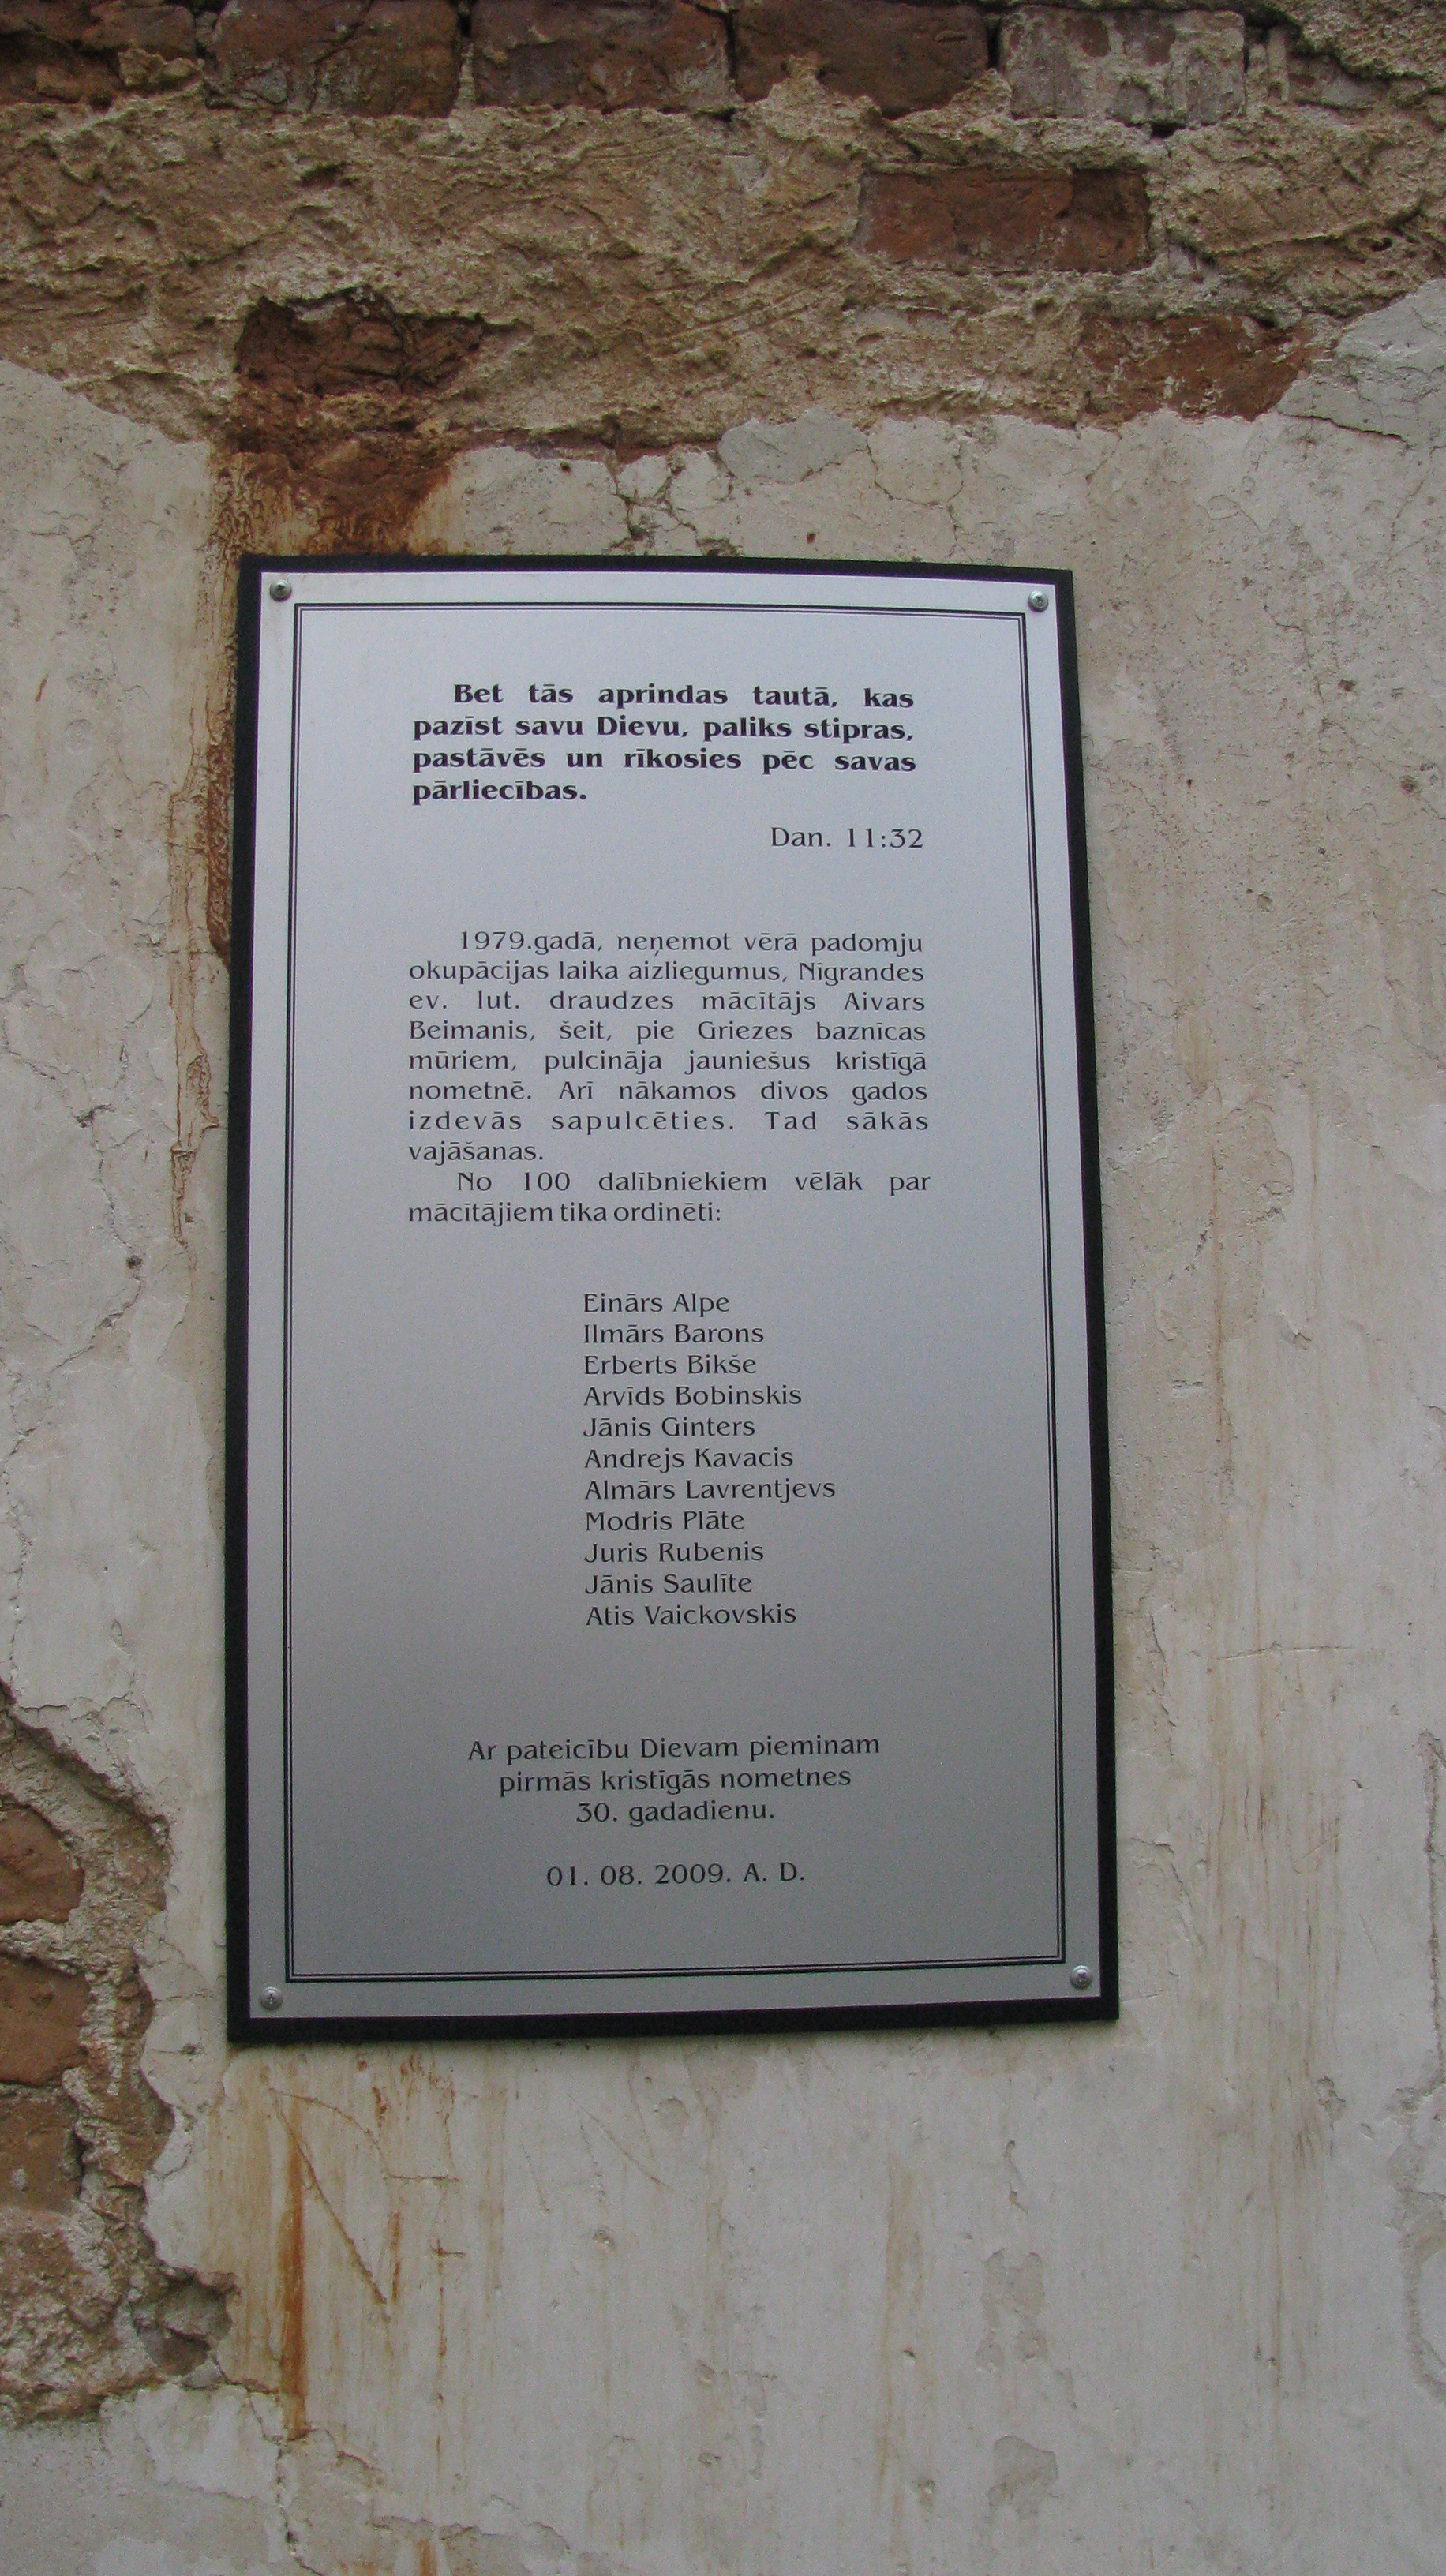 Bet tās aprindas tautā, kas
pazīst savu Dievu, paliks stipras,
pastāvēs un rīkosies pēc savas
pārliecības.
Dan. 11:32
1979.gadā, neņemot vērā padomju
okupācijas laika aizliegumus, Nīgrandes
ev. lut. draudzes mācītājs Aivars
Beimanis, šeit, pie Griezes baznīcas
mūriem, pulcināja jauniešus kristīgā
nometnē. Arī nākamos divos gados
izdevās sapulcēties. Tad sākās
vajāšanas.
No 100 dalībniekiem vēlāk par
mācītājiem tika ordinēti:
Einārs Alpe
Ilmārs Barons
Erberts Bikše
Arvīds Bobinskis
Jānis Ginters
Andrejs Kavacis
Almārs Lavrentjevs
Modris Plāte
Juris Rubenis
Jānis Saulīte
Atis Vaickovskis
Ar pateicību Dievam pieminam
pirmās kristīgās nometnes
30. gadadienu.
01. 08. 2009. A. D.